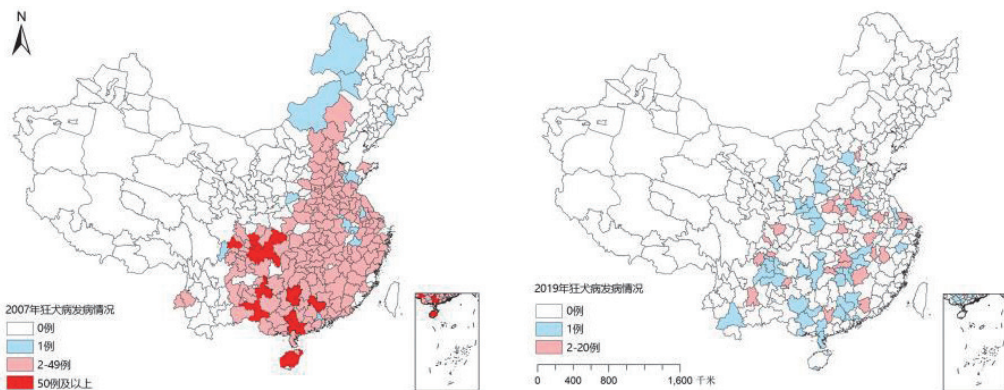 N
2007年狂犬病发病情况
0例
1例
2-49例
50例及以上
2019年狂犬病发病情况
0例
1例
2-20例
0 400 800 1,600 千米